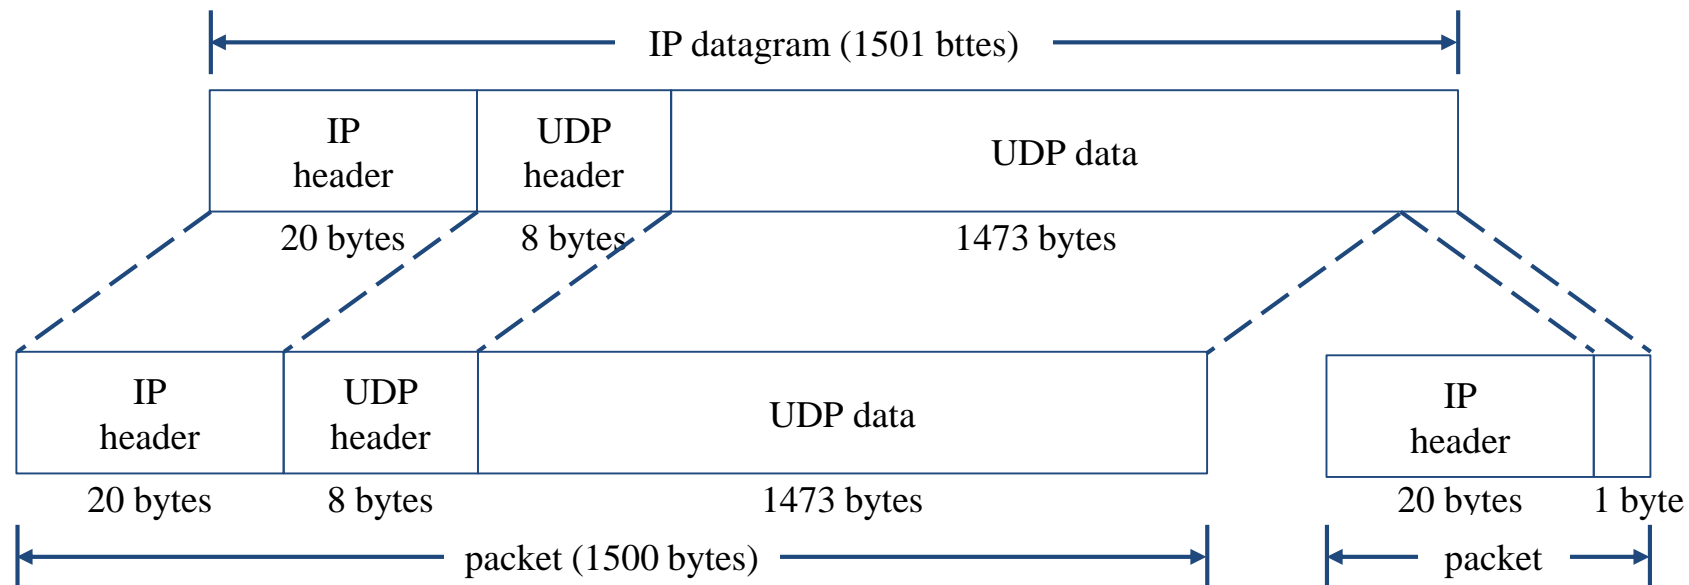 IP datagram (1501 bttes)
IP
header
UDP
header
UDP data
20 bytes
8 bytes
1473 bytes
IP
header
UDP
header
UDP data
IP
header
20 bytes
8 bytes
1473 bytes
20 bytes
1 byte
packet (1500 bytes)
packet